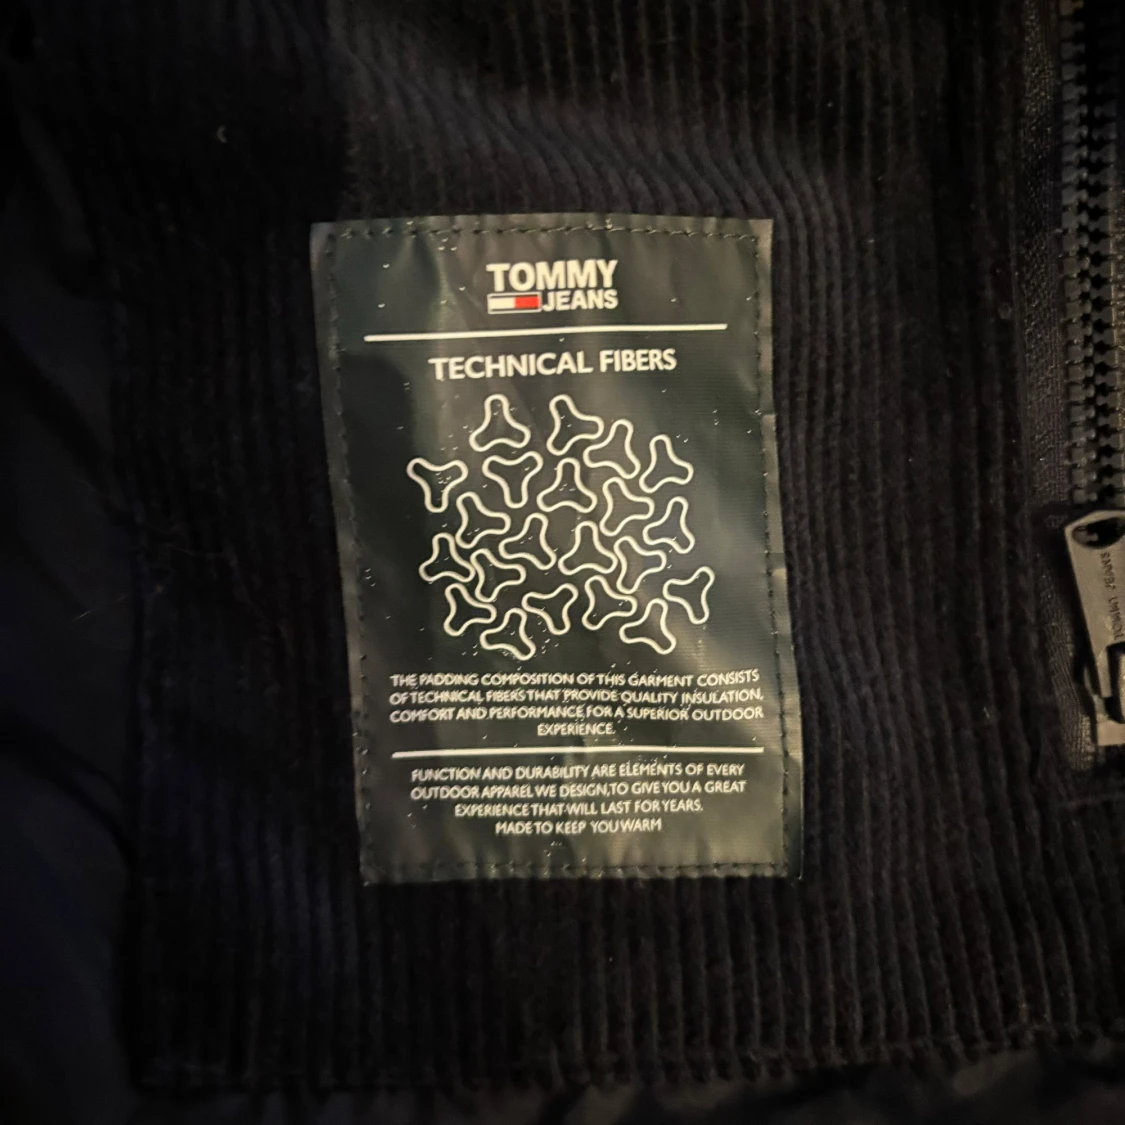 TOMMY
JEANS
TECHNICAL FIBERS
THE PADDING COMPOSITION OF THIS GARMENT CONSISTS
OF TECHNICAL FIBERS THAT PROVIDE QUALITY INSULATION,
COMFORT AND PERFORMANCE FOR A SUPERIOR OUTDOOR
EXPERIENCE.
FUNCTION AND DURABILITY ARE ELEMENTS OF EVERY
OUTDOOR APPAREL WE DESIGN, TO GIVE YOU A GREAT
EXPERIENCE THAT WILL LAST FOR YEARS.
MADE TO KEEP YOU WARM
TOMMY JEANS